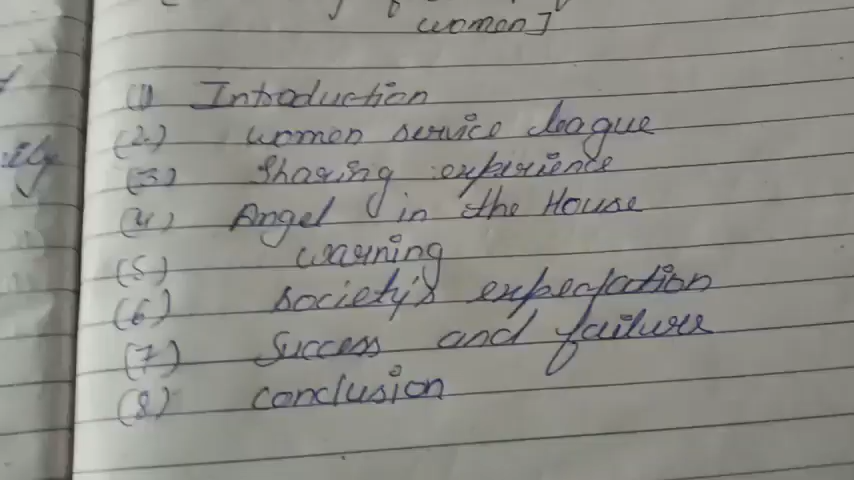 women]
(1) Introduction
(2) women service league
(3) Sharing experience
(4) Angel in the House
(5) warning
(6) society's expectation
(7) Success and failure
(8) conclusion